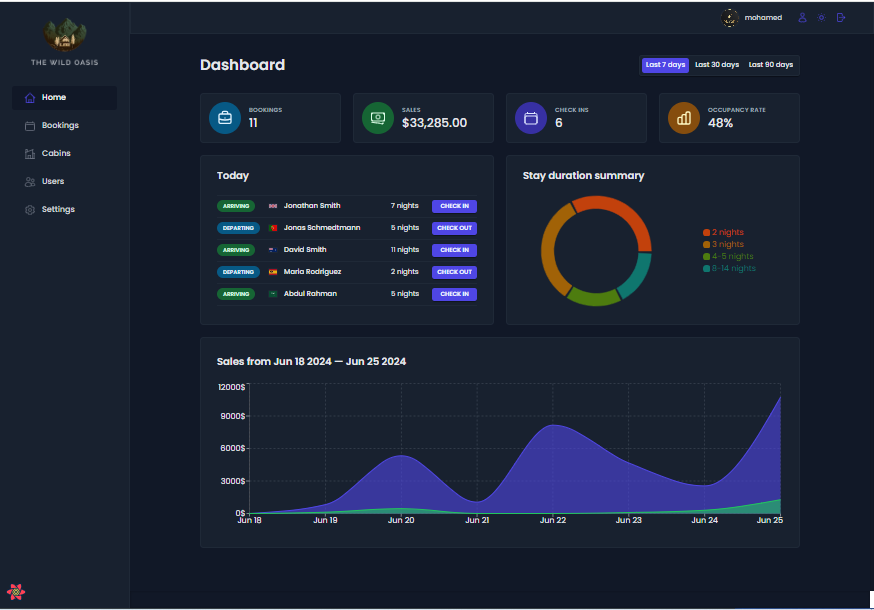 THE WILD OASIS
Home
Bookings
Cabins
Users
Settings
mohamed
Dashboard
Last 7 days Last 30 days Last 90 days
BOOKINGS
11
SALES
$33,285.00
CHECK INS
6
OCCUPANCY RATE
48%
Today
ARRIVING Jonathan Smith 7 nights CHECK IN
DEPARTING Jonas Schmedtmann 5 nights CHECK OUT
ARRIVING David Smith 11 nights CHECK IN
DEPARTING Maria Rodriguez 2 nights CHECK OUT
ARRIVING Abdul Rahman 5 nights CHECK IN
Stay duration summary
2 nights
3 nights
4-5 nights
8-14 nights
Sales from Jun 18 2024 — Jun 25 2024
12000$
9000$
6000$
3000$
0$
Jun 18 Jun 19 Jun 20 Jun 21 Jun 22 Jun 23 Jun 24 Jun 25